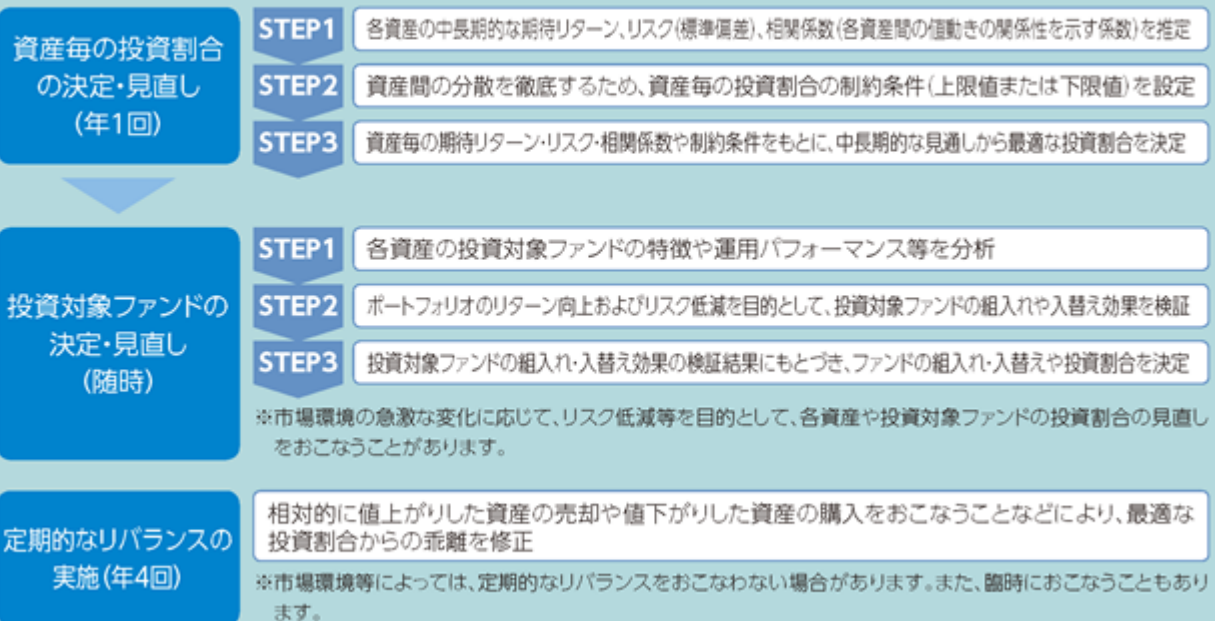 資産毎の投資割合
の決定・見直し
(年1回)
STEP1
各資産の中長期的な期待リターン、リスク(標準偏差)、相関係数(各資産間の値動きの関係性を示す係数)を推定
STEP2
資産間の分散を徹底するため、資産毎の投資割合の制約条件(上限値または下限値)を設定
STEP3
資産毎の期待リターン・リスク・相関係数や制約条件をもとに、中長期的な見通しから最適な投資割合を決定
投資対象ファンドの
決定・見直し
(随時)
STEP1
各資産の投資対象ファンドの特徴や運用パフォーマンス等を分析
STEP2
ポートフォリオのリターン向上およびリスク低減を目的として、投資対象ファンドの組入れや入替え効果を検証
STEP3
投資対象ファンドの組入れ・入替え効果の検証結果にもとづき、ファンドの組入れ・入替えや投資割合を決定
※市場環境の急激な変化に応じて、リスク低減等を目的として、各資産や投資対象ファンドの投資割合の見直し
をおこなうことがあります。
定期的なリバランスの
実施(年4回)
相対的に値上がりした資産の売却や値下がりした資産の購入をおこなうことなどにより、最適な
投資割合からの乖離を修正
※市場環境等によっては、定期的なリバランスをおこなわない場合があります。また、臨時におこなうこともあり
ます。